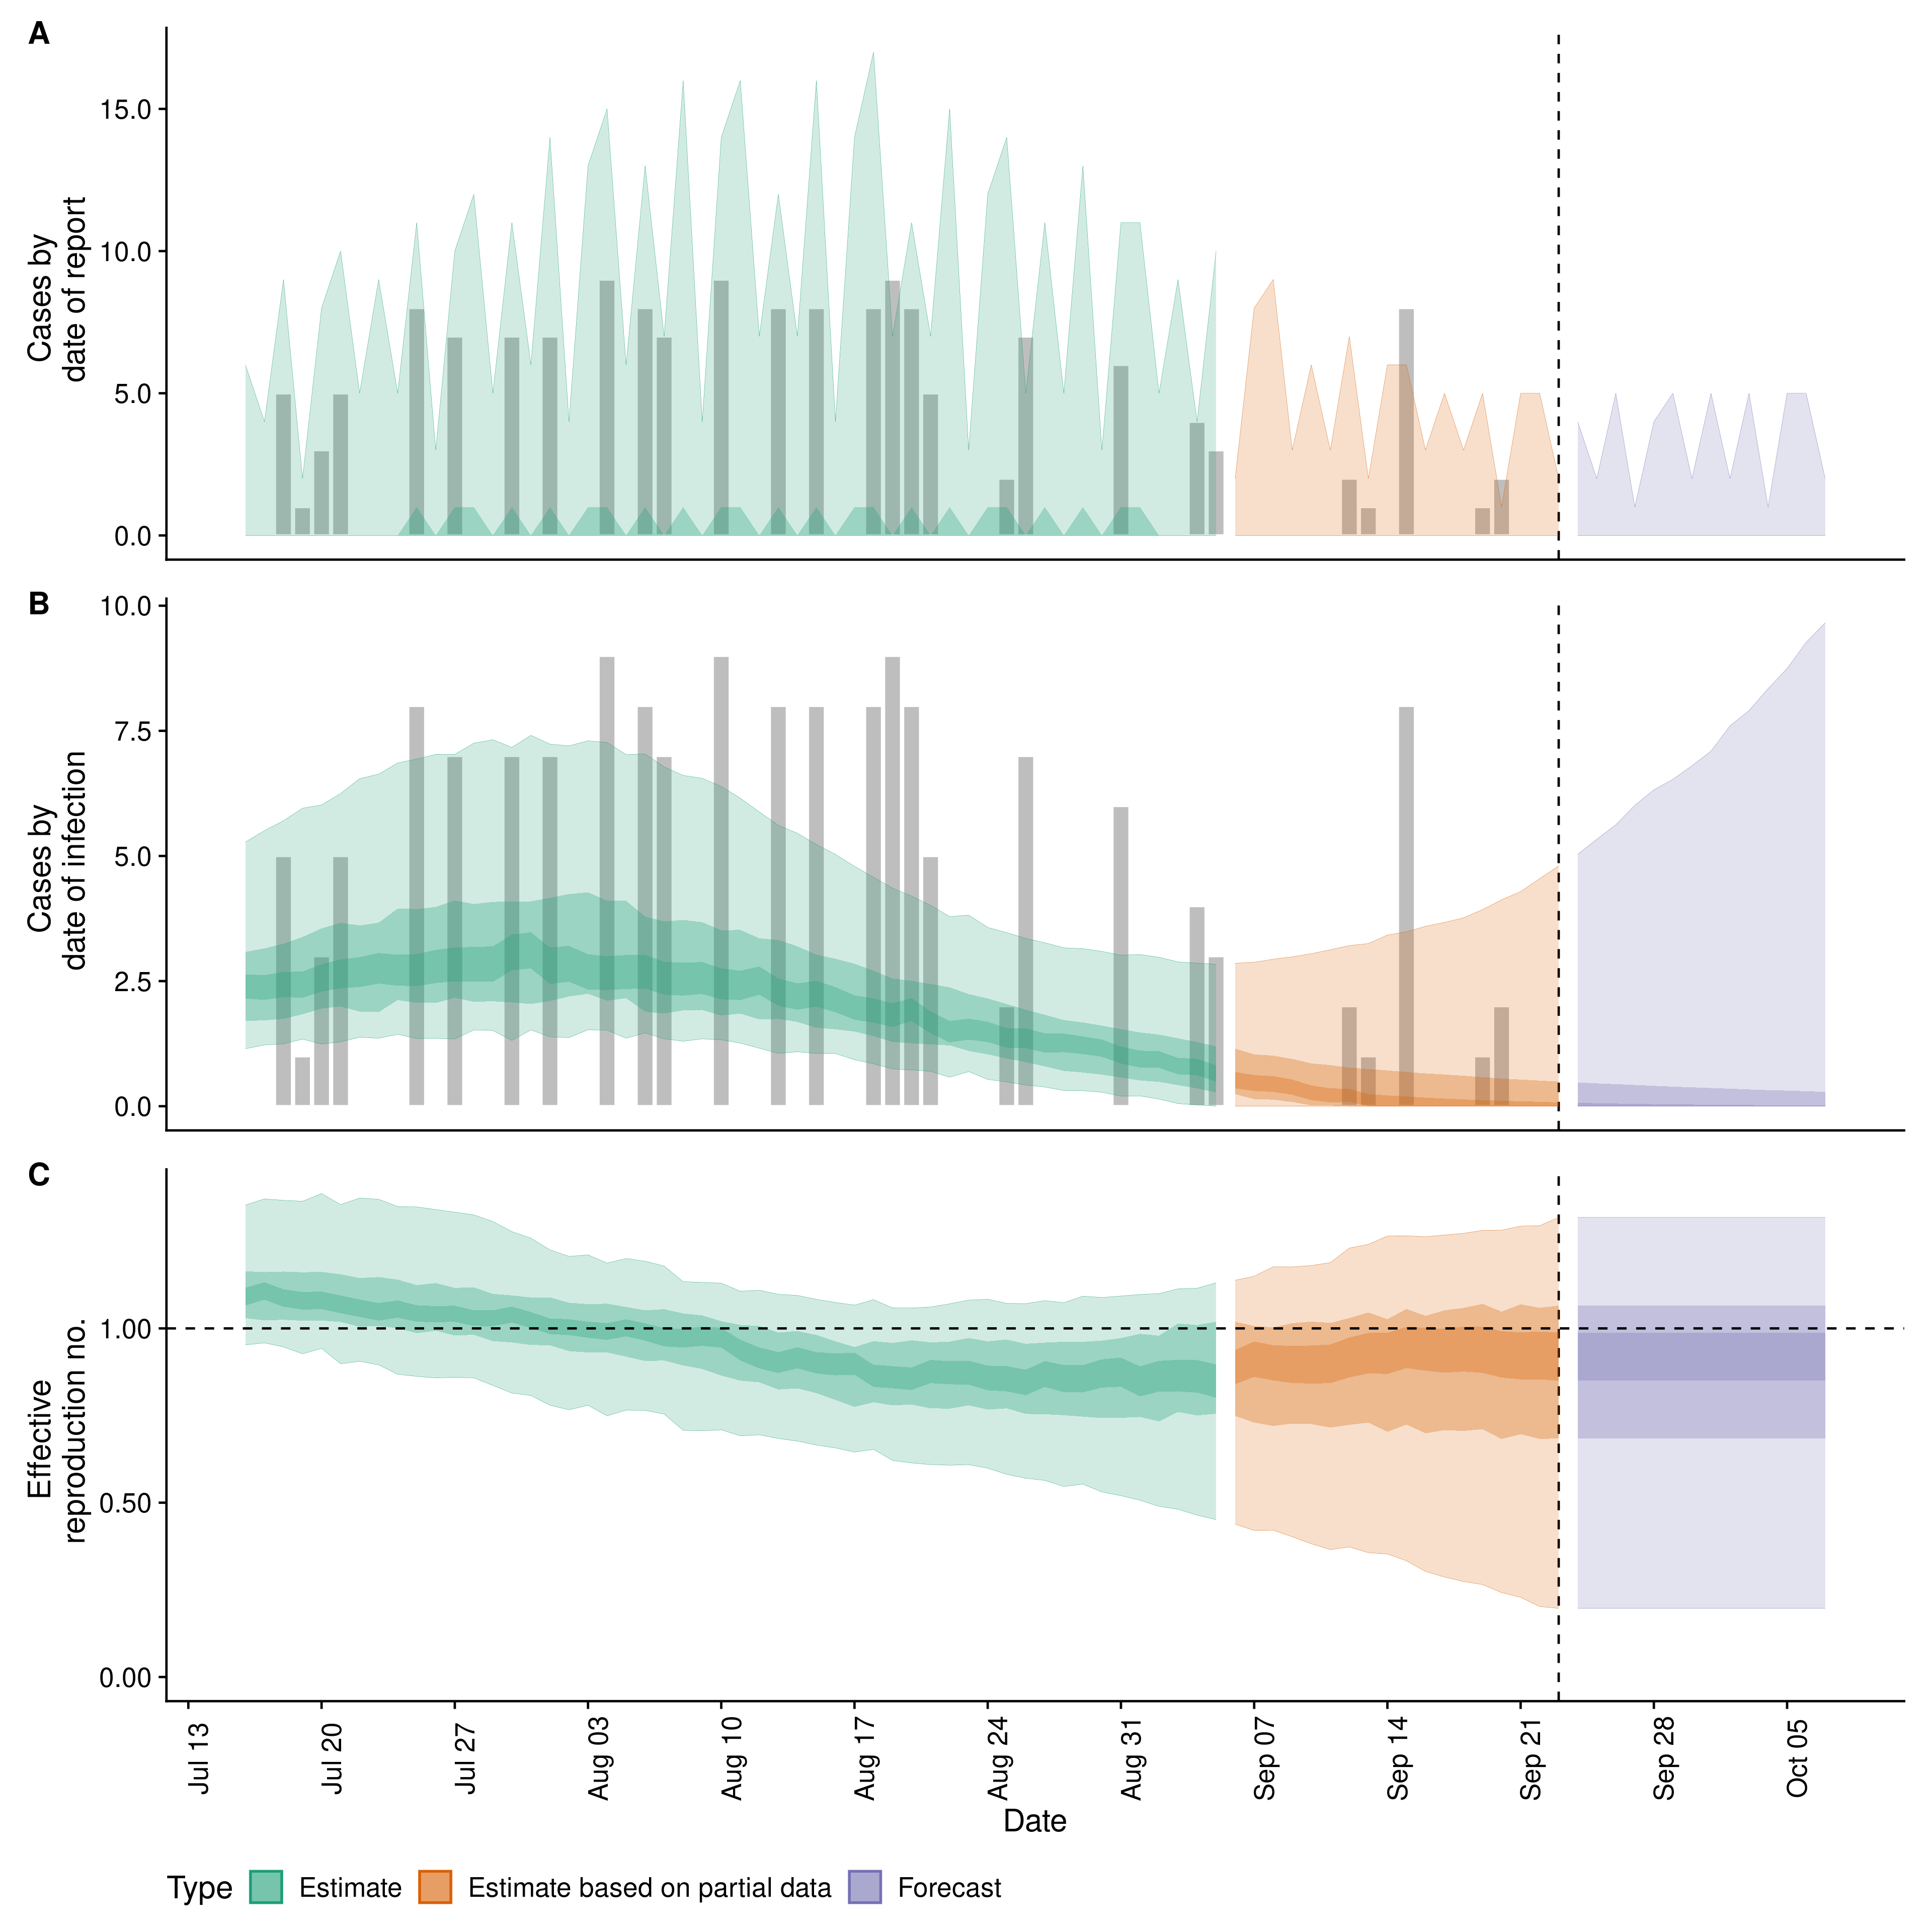 A
Cases by
date of report
15.0
10.0
5.0
0.0
B
Cases by
date of infection
10.0
7.5
5.0
2.5
0.0
C
Effective
reproduction no.
1.00
0.50
0.00
Jul 13
Jul 20
Jul 27
Aug 03
Aug 10
Aug 17
Aug 24
Aug 31
Sep 07
Sep 14
Sep 21
Sep 28
Oct 05
Date
Type Estimate Estimate based on partial data Forecast